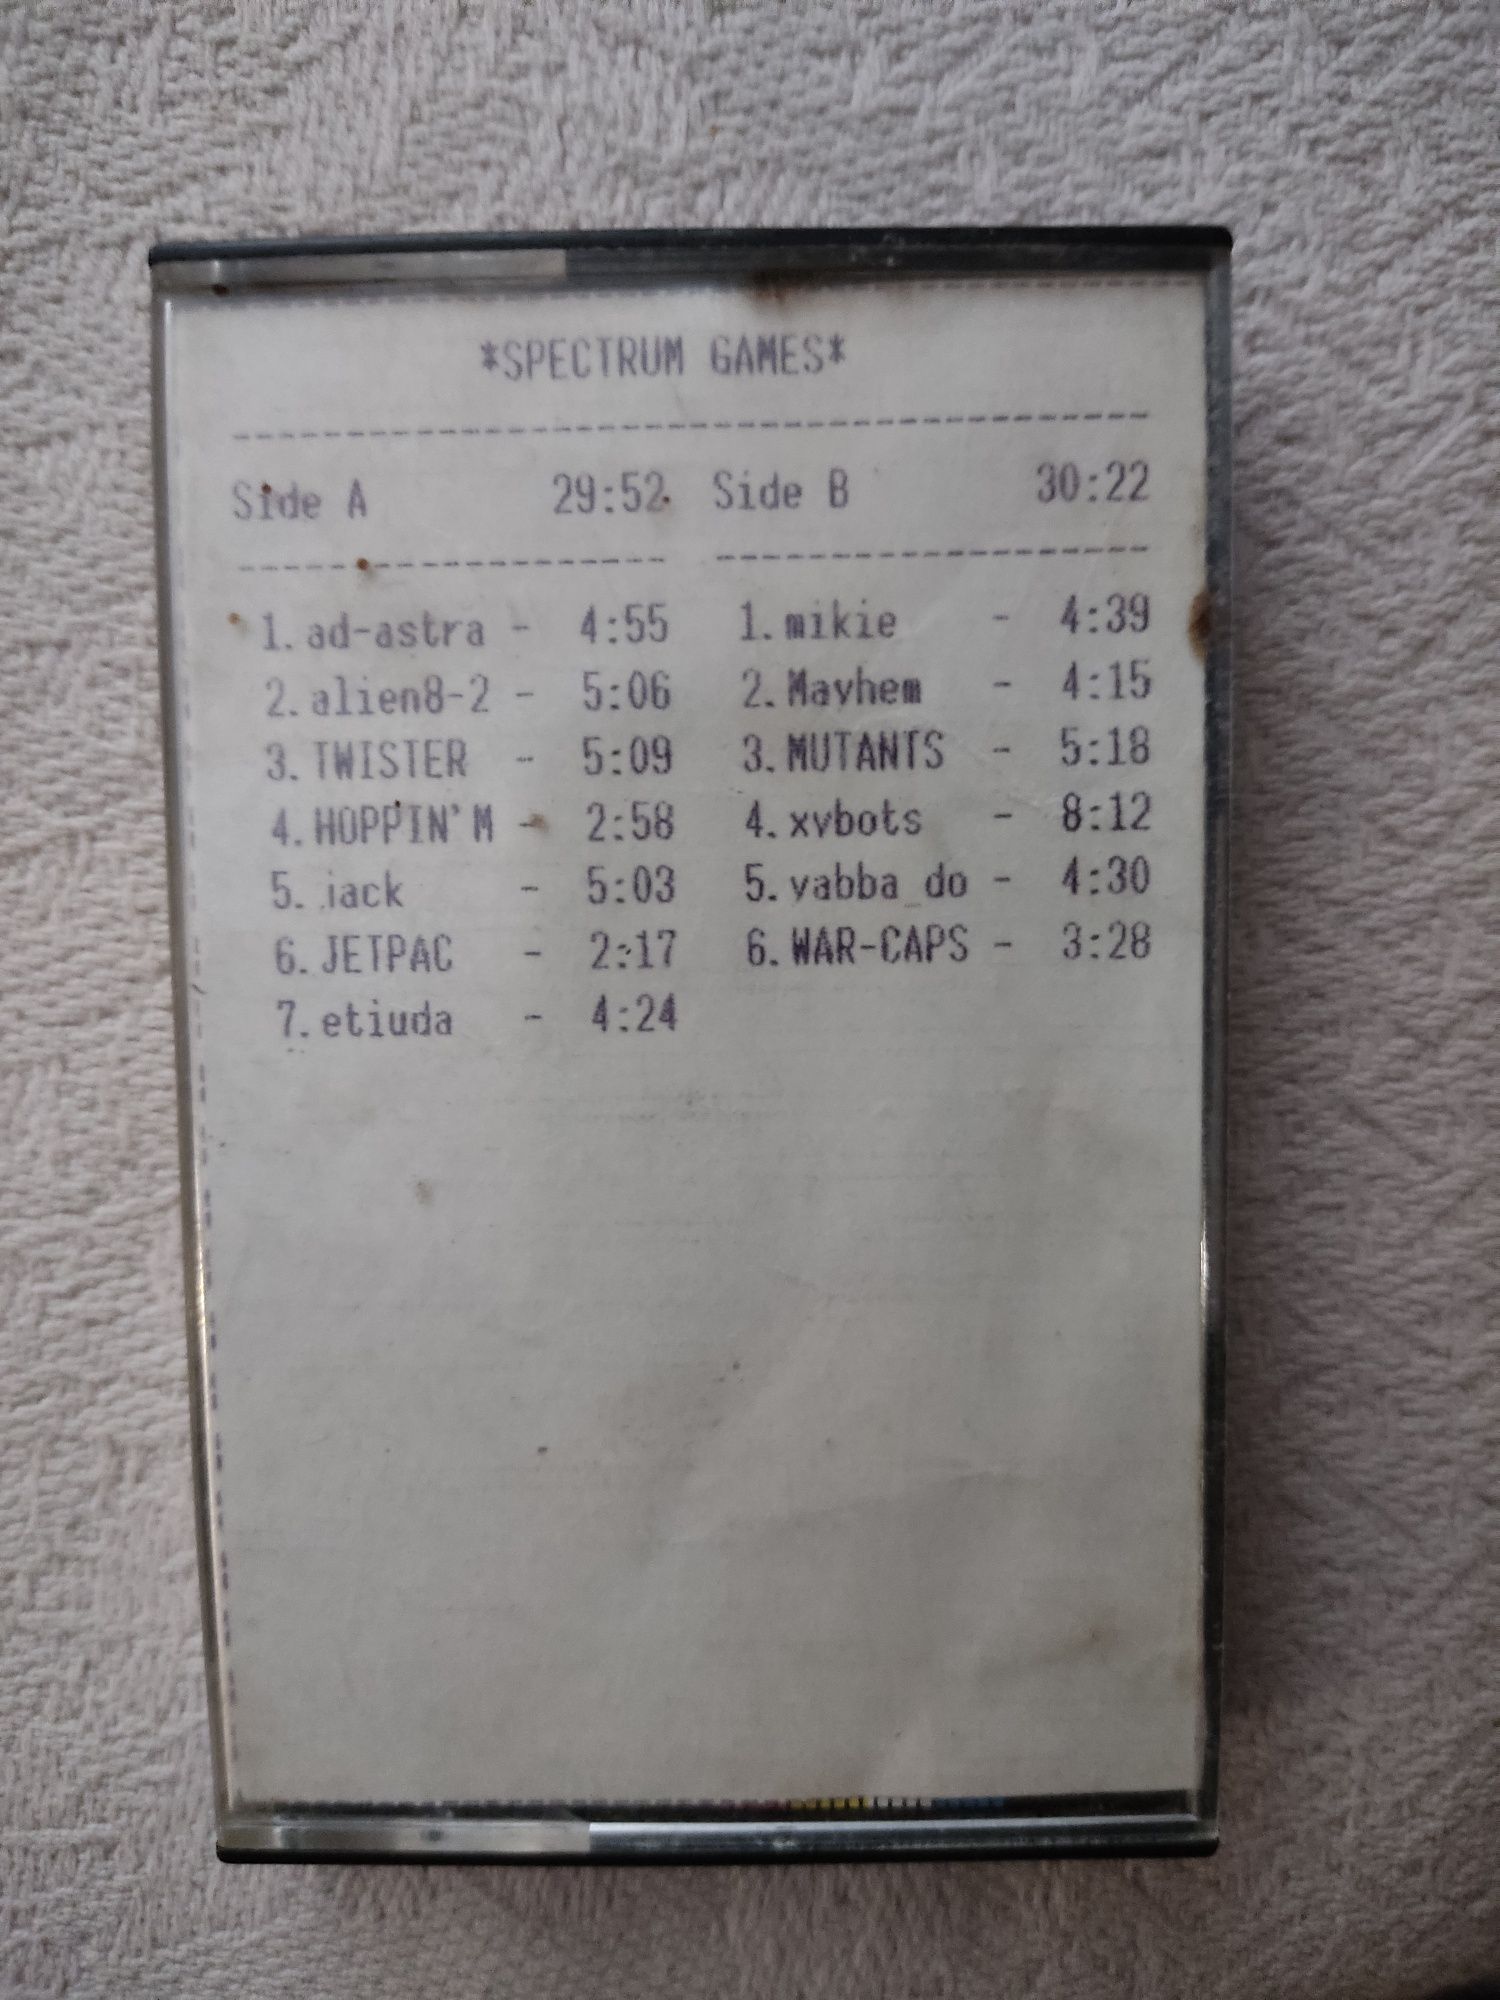 *SPECTRUM GAMES*
Side A 29:52 Side B 30:22
1.ad-astra - 4:55 1.mikie - 4:39
2.alien8-2 - 5:06 2.Mayhem - 4:15
3.TWISTER - 5:09 3.MUTANTS - 5:18
4.HOPPIN'M - 2:58 4.xybots - 8:12
5.jack - 5:03 5.yabba_do - 4:30
6.JETPAC - 2:17 6.WAR-CAPS - 3:28
7.etiuda - 4:24